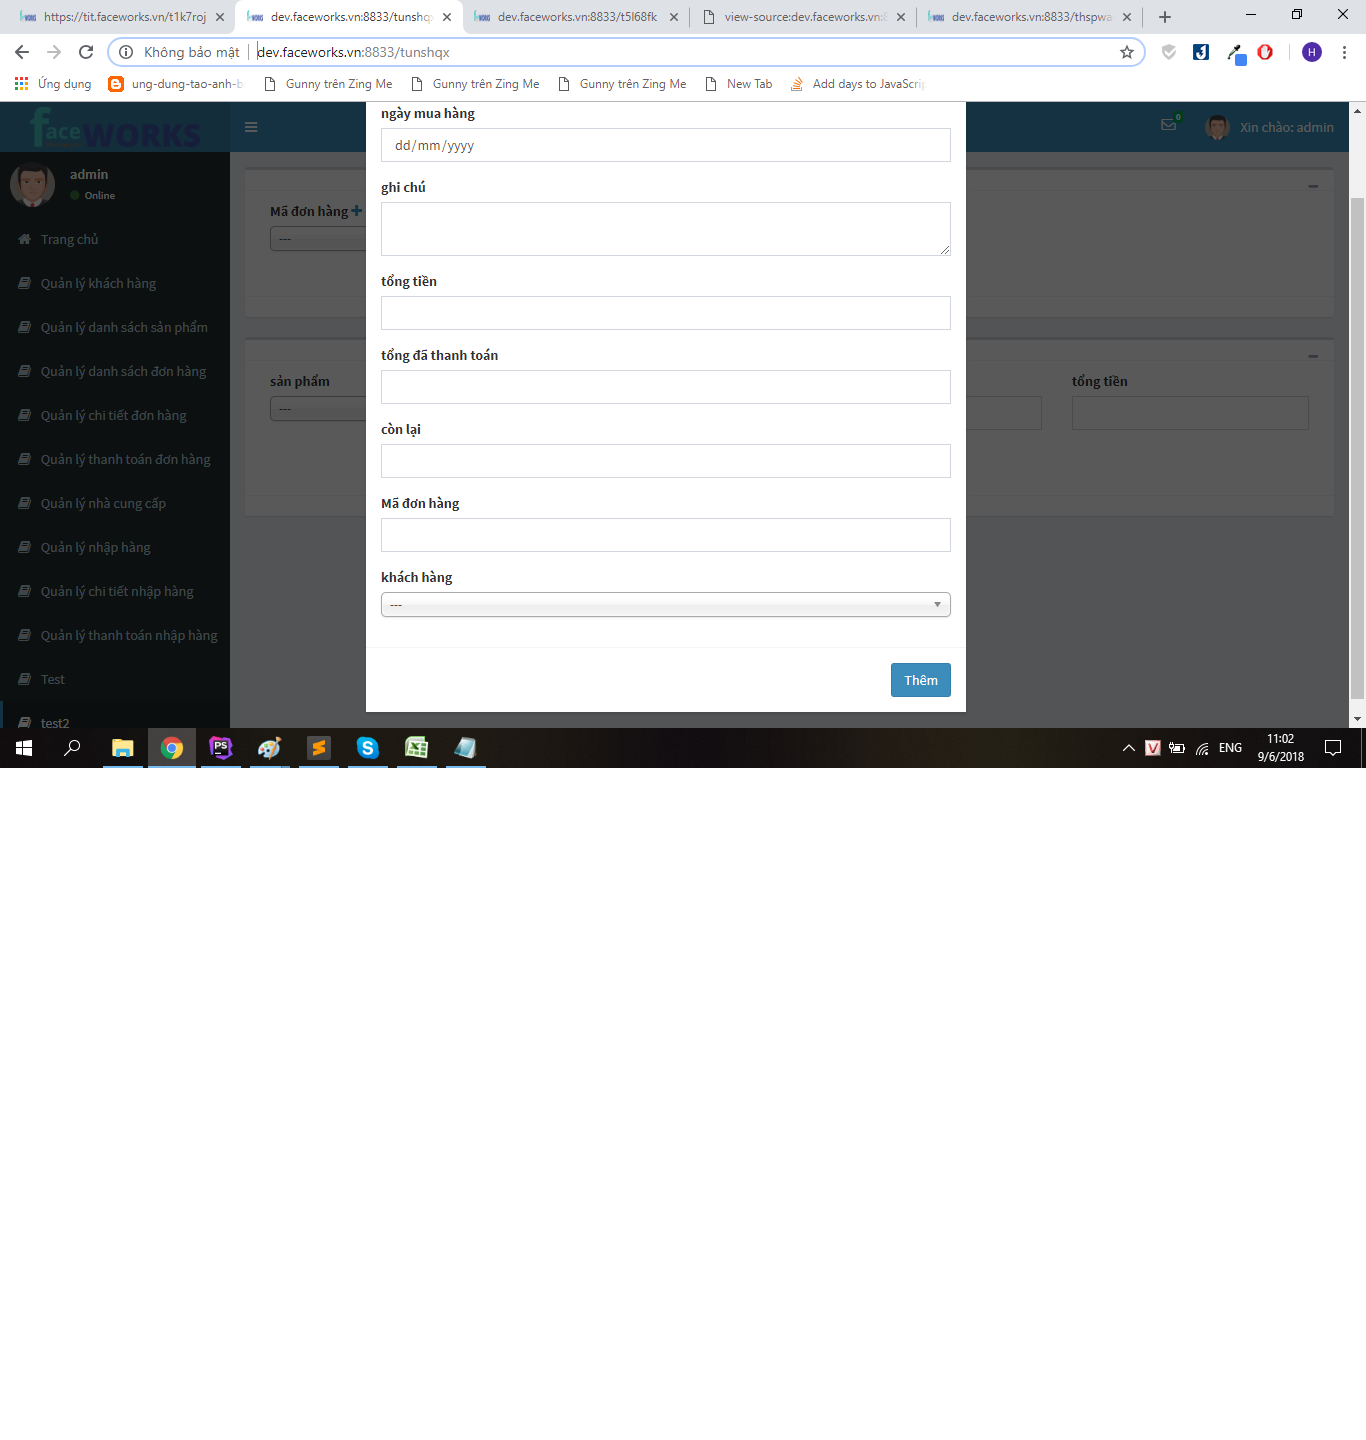 https://tit.faceworks.vn/t1k7roj
dev.faceworks.vn:8833/tunshqx
dev.faceworks.vn:8833/t5l68fk
view-source:dev.faceworks.vn:8
dev.faceworks.vn:8833/thspwa
Không bảo mật
dev.faceworks.vn:8833/tunshqx
H
Ứng dụng
ung-dung-tao-anh-b
Gunny trên Zing Me
Gunny trên Zing Me
Gunny trên Zing Me
New Tab
Add days to JavaScrip
faceWORKS
0
Xin chào: admin
admin
Online
Trang chủ
Quản lý khách hàng
Quản lý danh sách sản phẩm
Quản lý danh sách đơn hàng
Quản lý chi tiết đơn hàng
Quản lý thanh toán đơn hàng
Quản lý nhà cung cấp
Quản lý nhập hàng
Quản lý chi tiết nhập hàng
Quản lý thanh toán nhập hàng
Test
test2
Mã đơn hàng
---
sản phẩm
---
tổng tiền
ngày mua hàng
dd/mm/yyyy
ghi chú
tổng tiền
tổng đã thanh toán
còn lại
Mã đơn hàng
khách hàng
---
Thêm
PS
S
V
ENG
11:02
9/6/2018